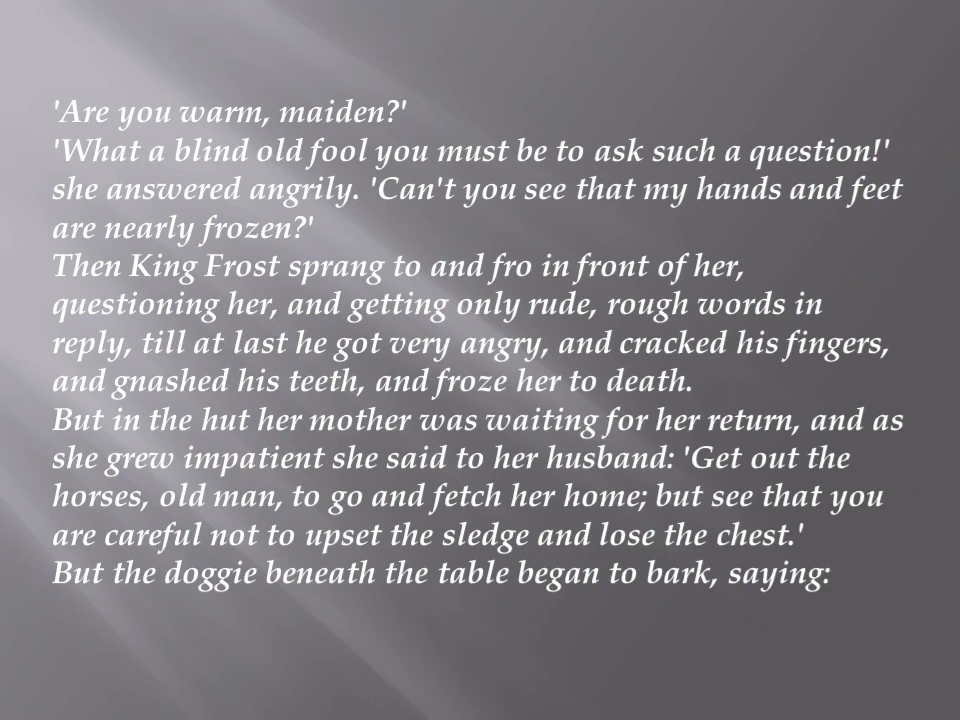 'Are you warm, maiden?'
'What a blind old fool you must be to ask such a question!'
she answered angrily. 'Can't you see that my hands and feet
are nearly frozen?'
Then King Frost sprang to and fro in front of her,
questioning her, and getting only rude, rough words in
reply, till at last he got very angry, and cracked his fingers,
and gnashed his teeth, and froze her to death.
But in the hut her mother was waiting for her return, and as
she grew impatient she said to her husband: 'Get out the
horses, old man, to go and fetch her home; but see that you
are careful not to upset the sledge and lose the chest.'
But the doggie beneath the table began to bark, saying: